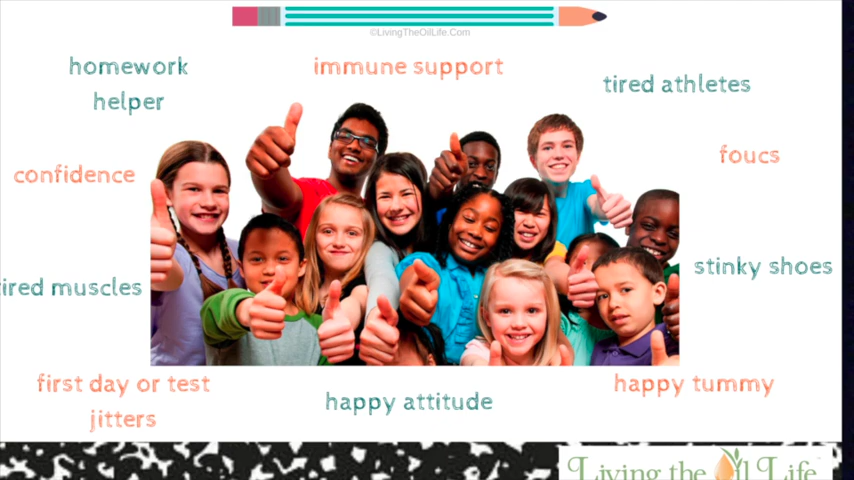 ©LivingTheOilLife.Com
homework
helper
immune support
tired athletes
confidence
foucs
ired muscles
stinky shoes
first day or test
jitters
happy attitude
happy tummy
Living the Oil Life